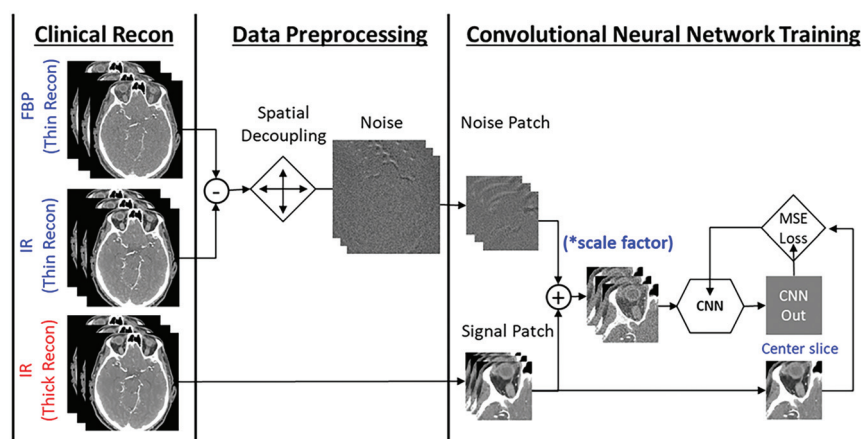 Clinical Recon
Data Preprocessing
Convolutional Neural Network Training
FBP
(Thin Recon)
Spatial
Decoupling
Noise
Noise Patch
-
IR
(Thin Recon)
(*scale factor)
MSE
Loss
+
CNN
CNN
Out
IR
(Thick Recon)
Signal Patch
Center slice